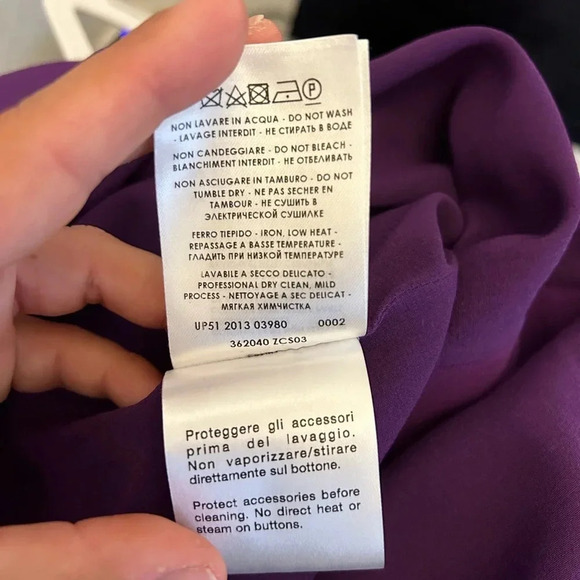 P
NON LAVARE IN ACQUA - DO NOT WASH
- LAVAGE INTERDIT - НЕ СТИРАТЬ В ВОДЕ
NON CANDEGGIARE - DO NOT BLEACH -
BLANCHIMENT INTERDIT - НЕ ОТБЕЛИВАТЬ
NON ASCIUGARE IN TAMBURO - DO NOT
TUMBLE DRY - NE PAS SECHER EN
TAMBOUR - НЕ СУШИТЬ В
ЭЛЕКТРИЧЕСКОЙ СУШИЛКЕ
FERRO TIEPIDO - IRON, LOW HEAT -
REPASSAGE A BASSE TEMPERATURE -
ГЛАДИТЬ ПРИ НИЗКОЙ ТЕМПЕРАТУРЕ
LAVABILE A SECCO DELICATO -
PROFESSIONAL DRY CLEAN, MILD
PROCESS - NETTOYAGE A SEC DELICAT -
МЯГКАЯ ХИМЧИСТКА
UP51 2013 03980 0002
362040 ZCS03
Proteggere gli accessori
prima del lavaggio.
Non vaporizzare/stirare
direttamente sul bottone.
Protect accessories before
cleaning. No direct heat or
steam on buttons.